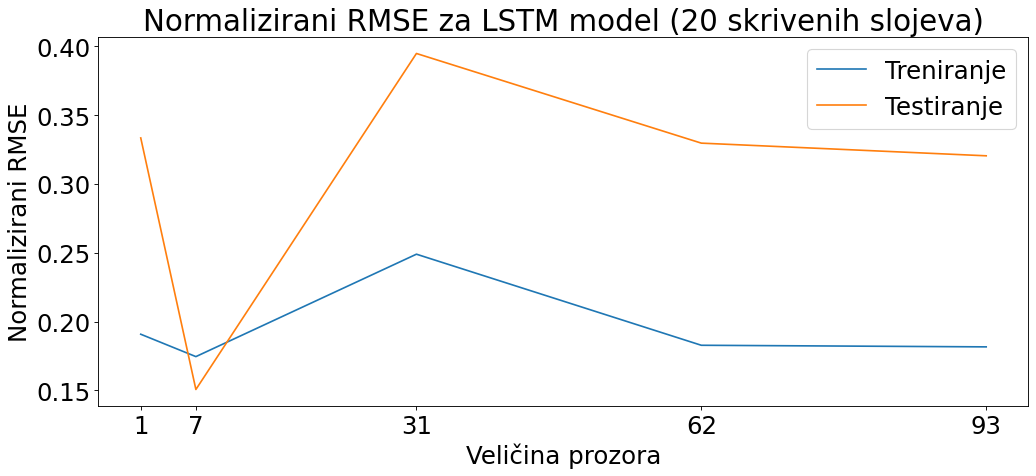 Normalizirani RMSE za LSTM model (20 skrivenih slojeva)
Treniranje
Testiranje
Normalizirani RMSE
0.40
0.35
0.30
0.25
0.20
0.15
1 7 31 62 93
Veličina prozora